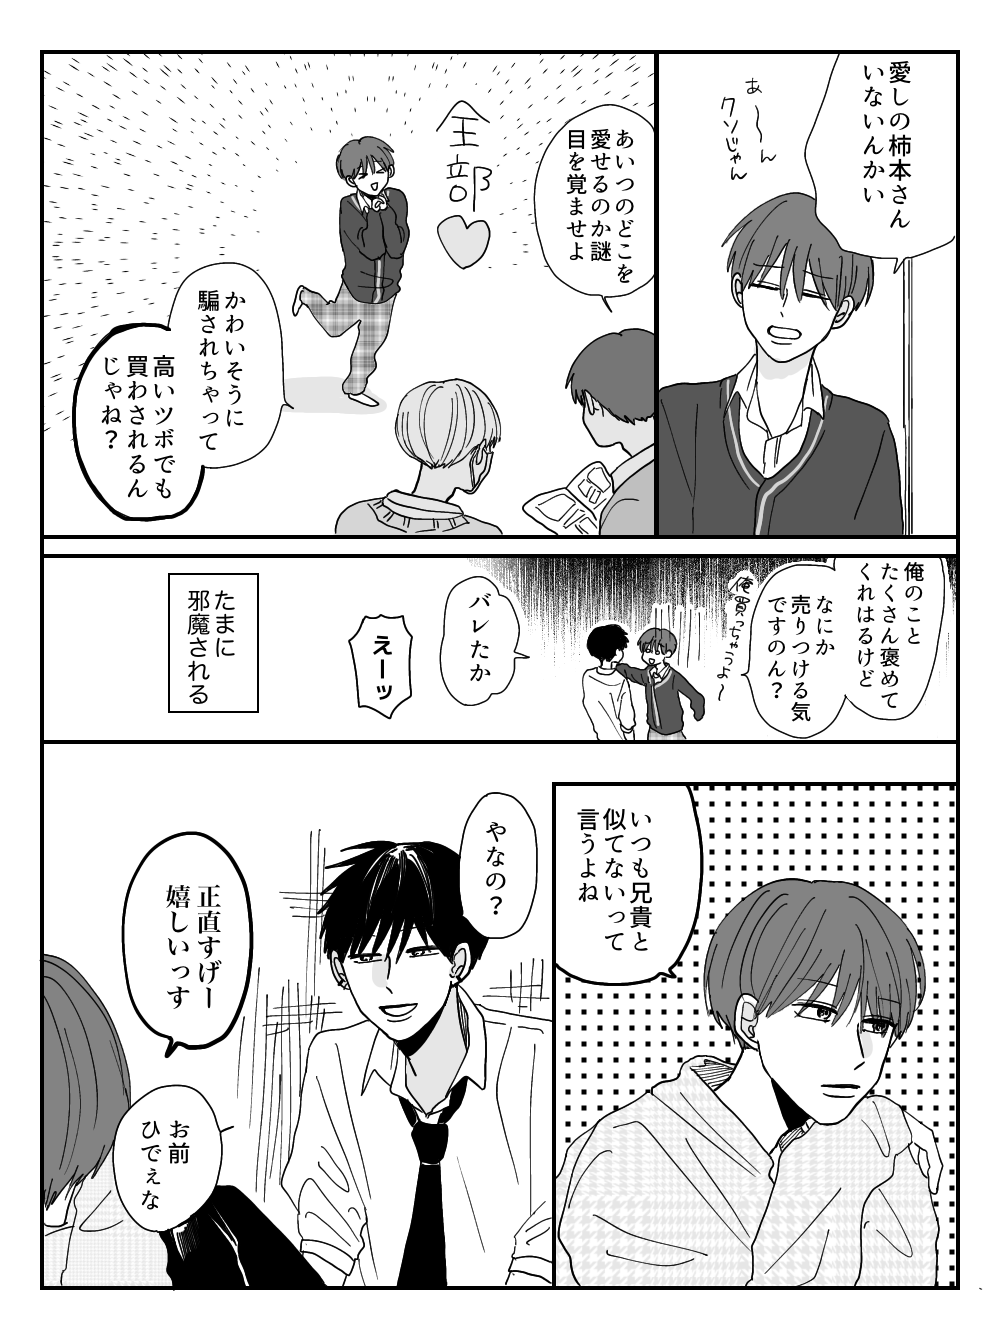 愛しの柿本さん
いないんかい
あ〜〜ん
クソじゃん
あいつのどこを
愛せるのか謎
目を覚ませよ
全部♡
かわいそうに
騙されちゃって
高いツボでも
買わされるん
じゃね？
俺のこと
たくさん褒めて
くれはるけど
なにか
売りつける気
ですのん？
俺買っちゃうよ〜
バレたか
えーッ
たまに
邪魔される
いつも兄貴と
似てないって
言うよね
やなの？
正直すげー
嬉しいっす
お前
ひでぇな